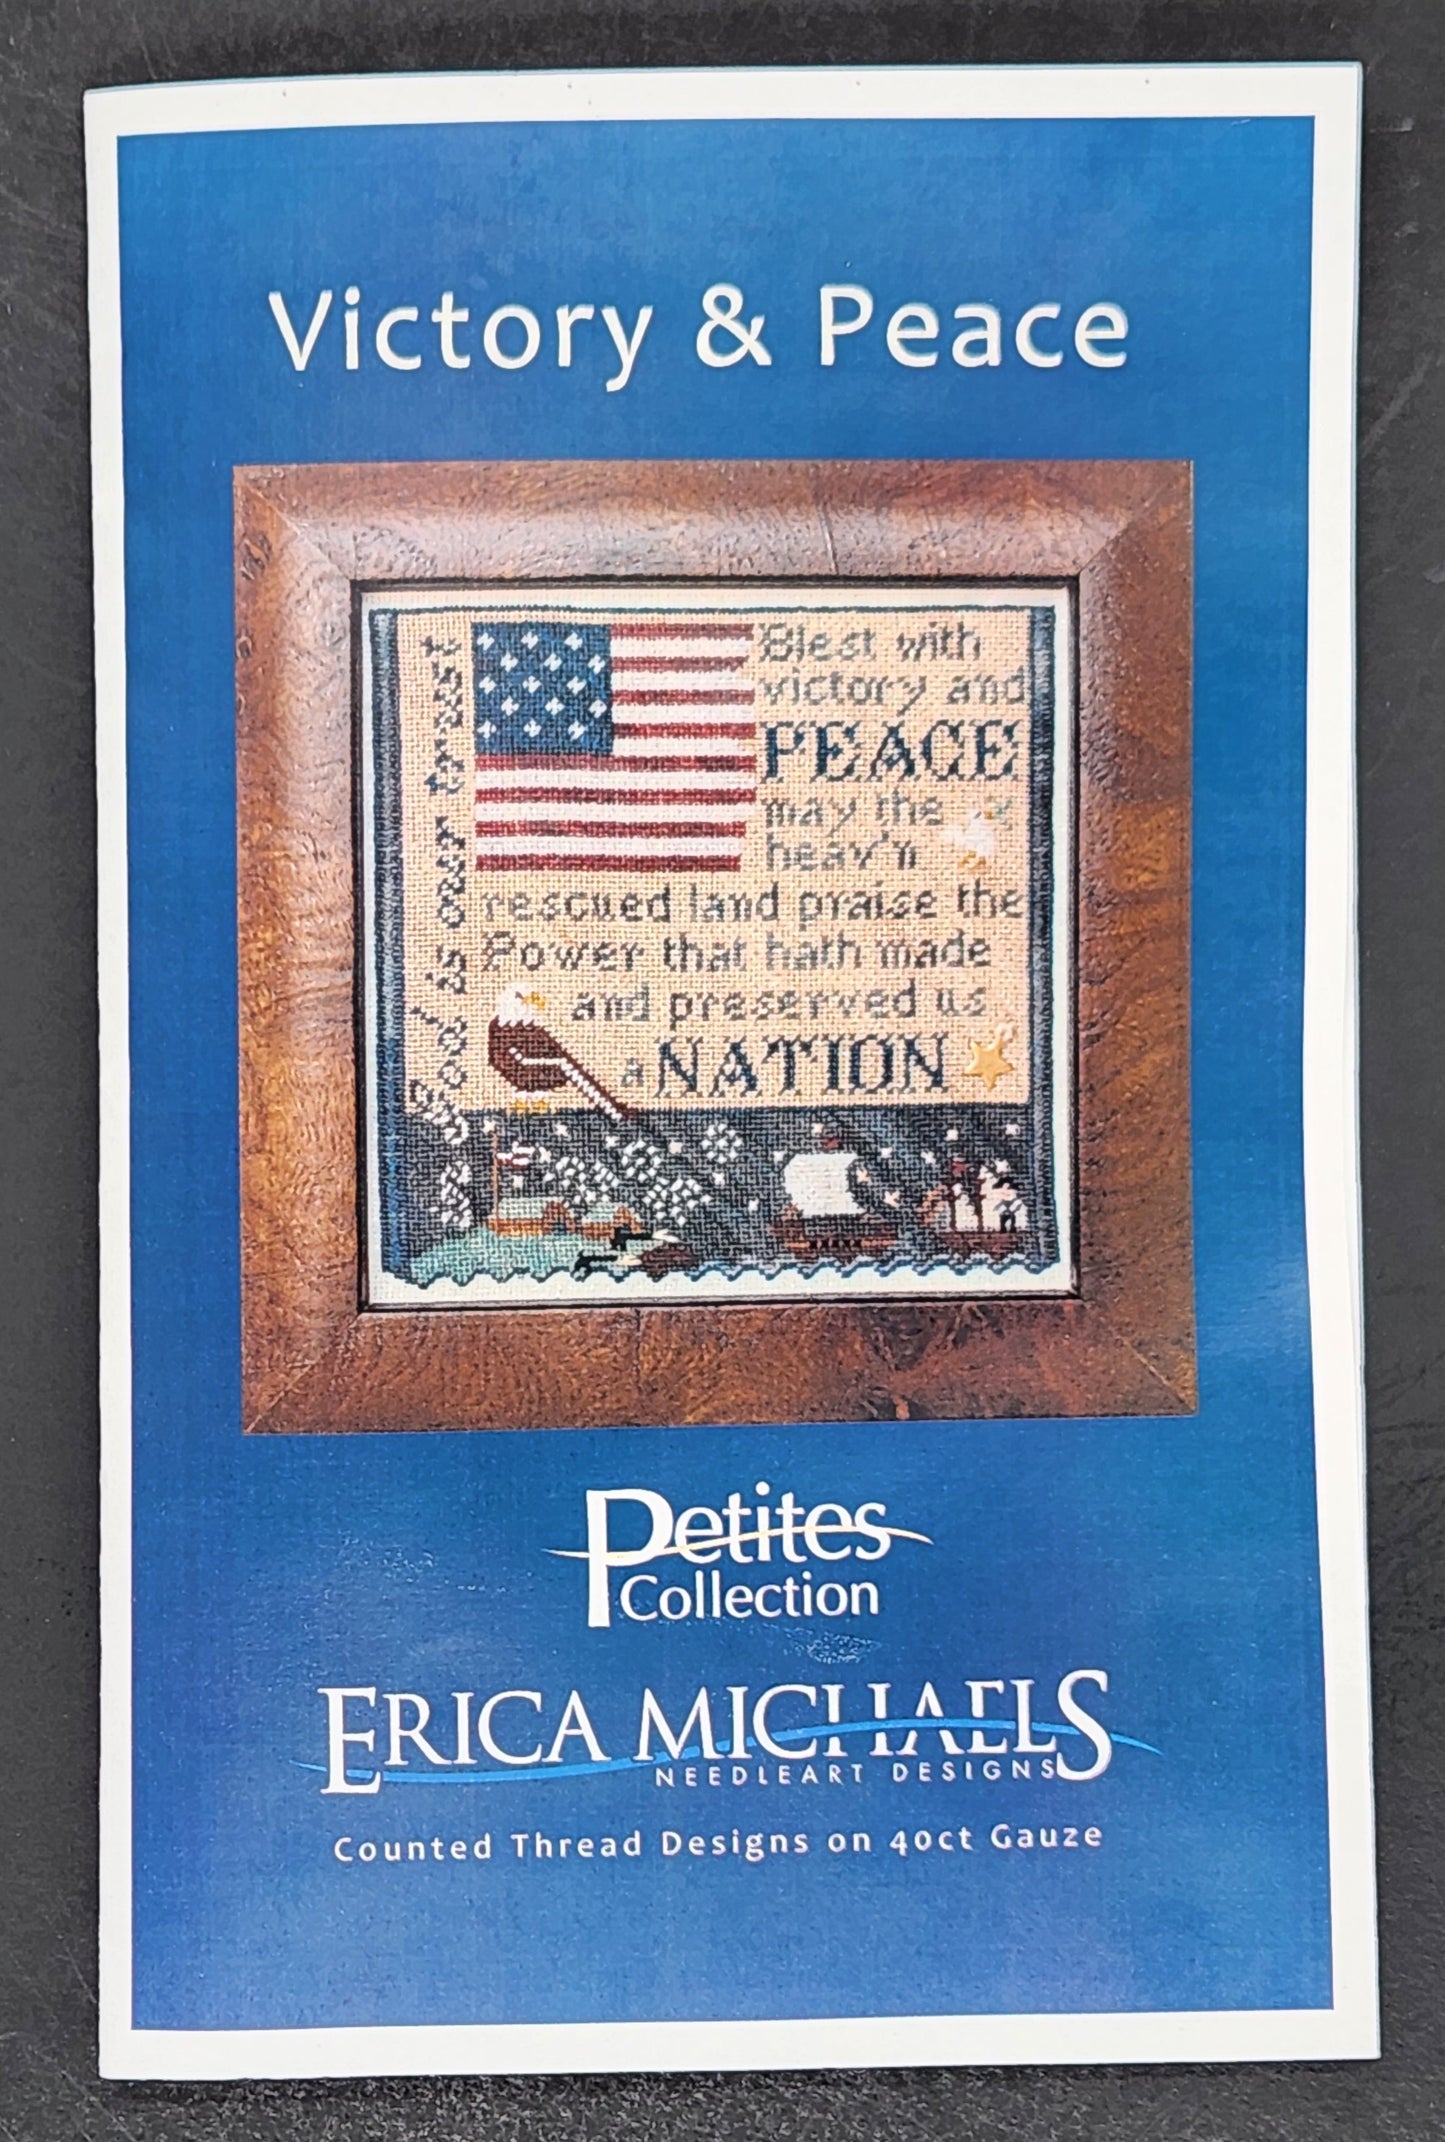 Victory & Peace
God is our trust
Blest with
victory and
PEACE
may the
heav'n
rescued land praise the
Power that hath made
and preserved us
a NATION
Petites
Collection
ERICA MICHAELS
NEEDLEART DESIGNS
Counted Thread Designs on 40ct Gauze